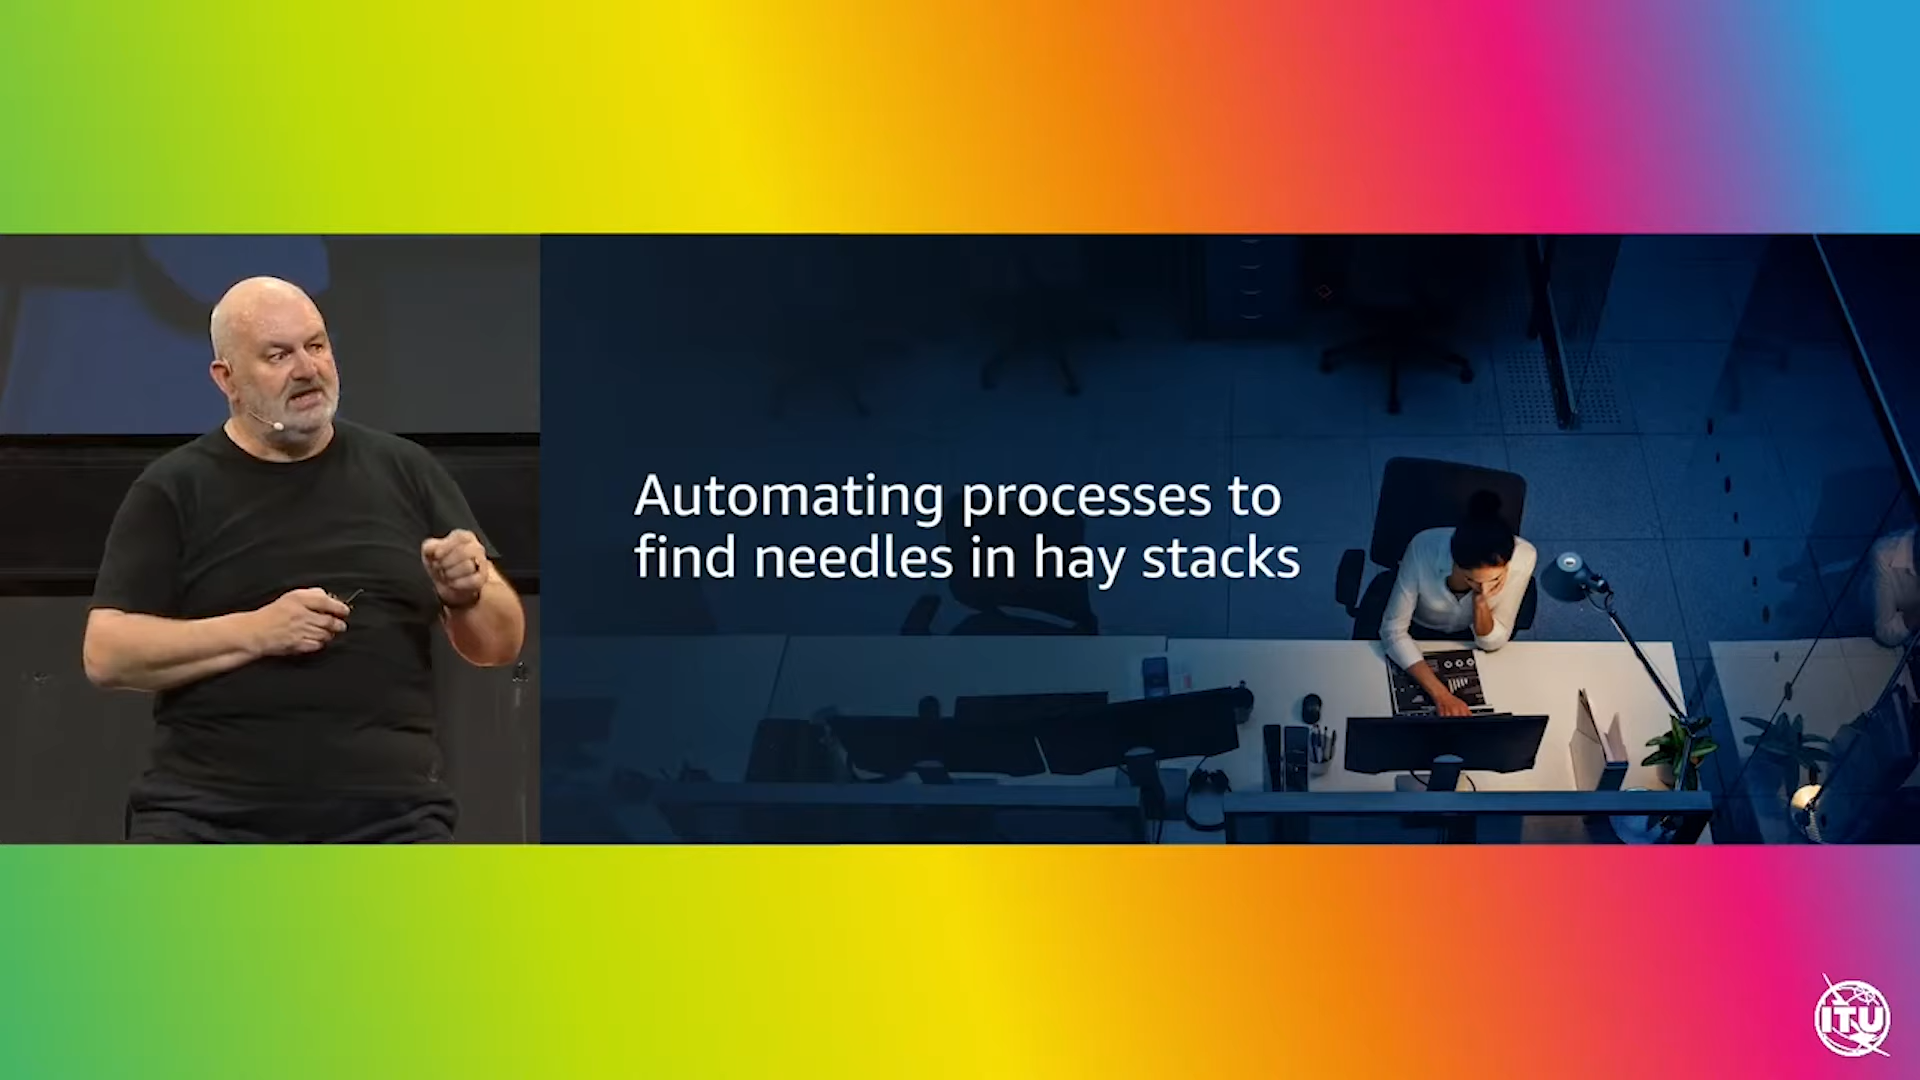 Automating processes to
find needles in hay stacks
ITU